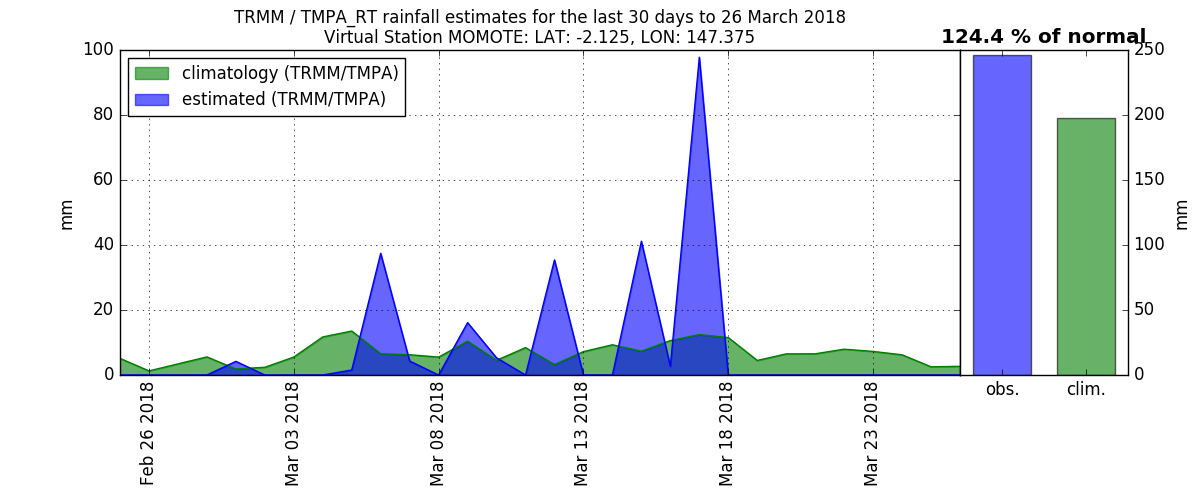 TRMM / TMPA_RT rainfall estimates for the last 30 days to 26 March 2018
Virtual Station MOMOTE: LAT: -2.125, LON: 147.375
124.4 % of normal
climatology (TRMM/TMPA)
estimated (TRMM/TMPA)
mm
100
80
60
40
20
0
Feb 26 2018
Mar 03 2018
Mar 08 2018
Mar 13 2018
Mar 18 2018
Mar 23 2018
obs.
clim.
250
200
150
100
50
0
mm